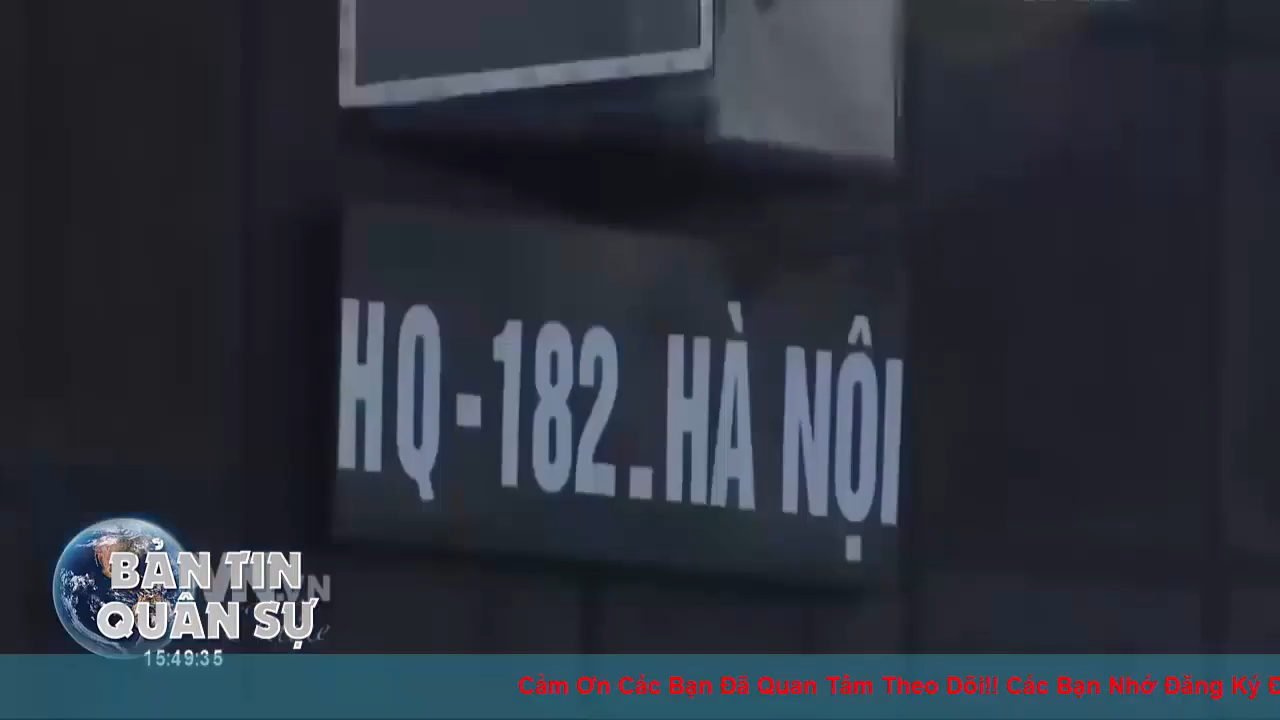 HQ-182.HÀ NỘI
BẢN TIN
QUÂN SỰ
15:49:35
Cảm Ơn Các Bạn Đã Quan Tâm Theo Dõi!! Các Bạn Nhớ Đăng Ký